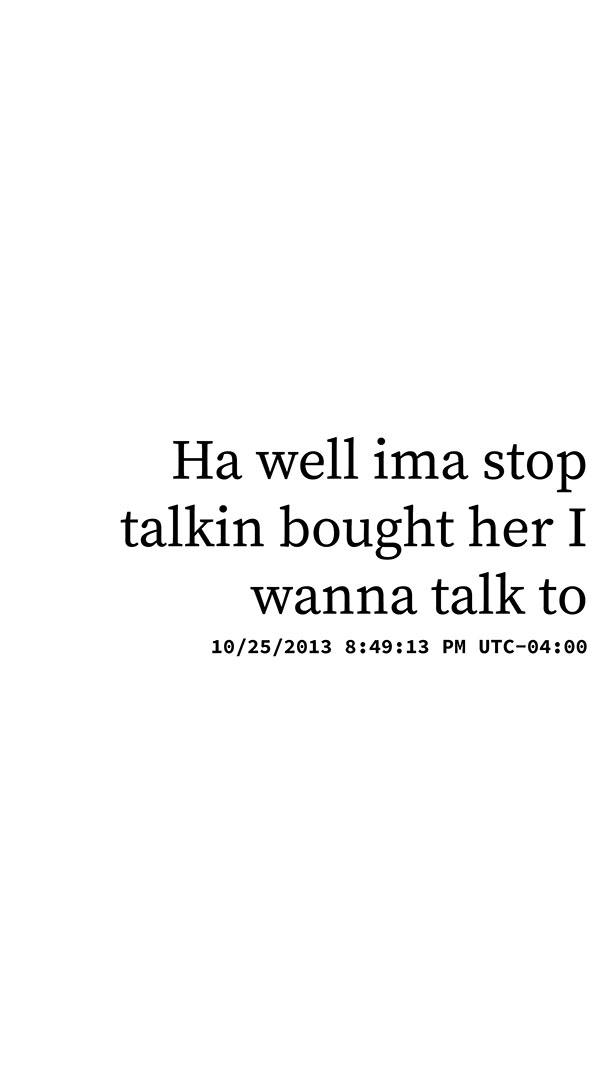 Ha well ima stop
talkin bought her I
wanna talk to
10/25/2013 8:49:13 PM UTC-04:00